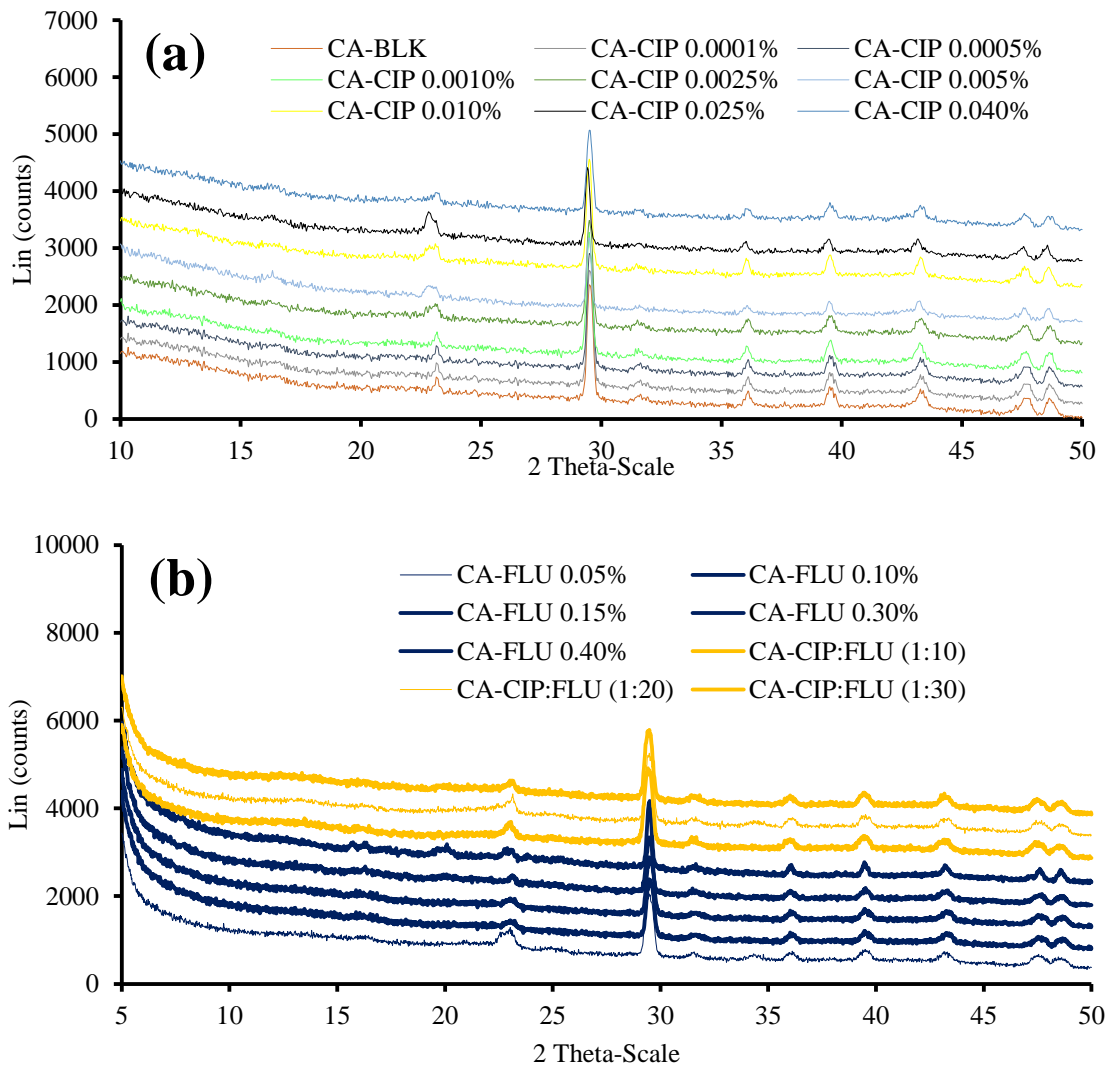 7000
(a)
CA-BLK CA-CIP 0.0001% CA-CIP 0.0005%
6000
CA-CIP 0.0010% CA-CIP 0.0025% CA-CIP 0.005%
CA-CIP 0.010% CA-CIP 0.025% CA-CIP 0.040%
5000
4000
Lin (counts)
3000
2000
1000
0
10 15 20 25 30 35 40 45 50
2 Theta-Scale
10000
(b)
CA-FLU 0.05% CA-FLU 0.10%
CA-FLU 0.15% CA-FLU 0.30%
8000
CA-FLU 0.40% CA-CIP:FLU (1:10)
CA-CIP:FLU (1:20) CA-CIP:FLU (1:30)
6000
Lin (counts)
4000
2000
0
5 10 15 20 25 30 35 40 45 50
2 Theta-Scale